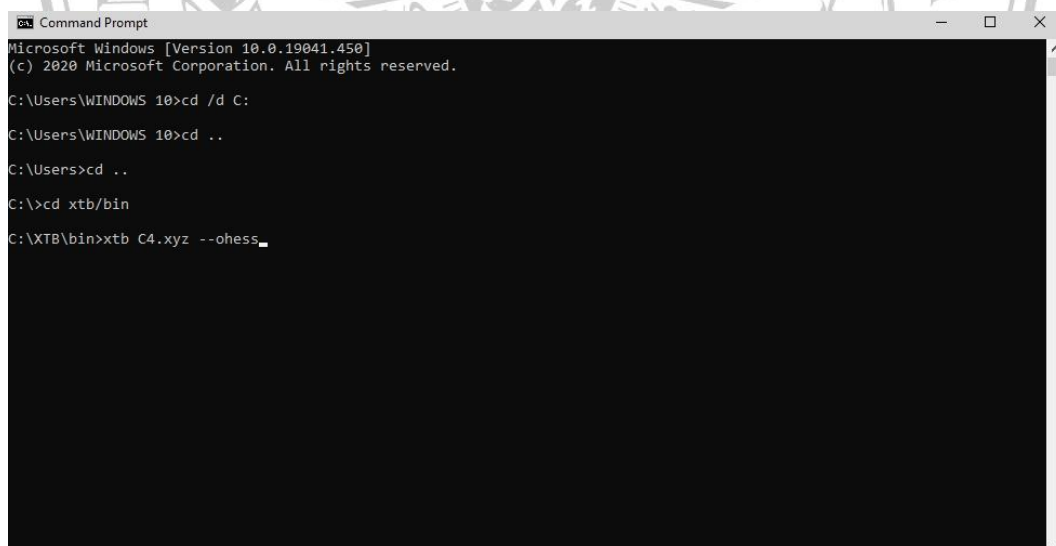 Command Prompt
Microsoft Windows [Version 10.0.19041.450]
(c) 2020 Microsoft Corporation. All rights reserved.
C:\Users\WINDOWS 10>cd /d C:
C:\Users\WINDOWS 10>cd ..
C:\Users>cd ..
C:\>cd xtb/bin
C:\XTB\bin>xtb C4.xyz --ohess